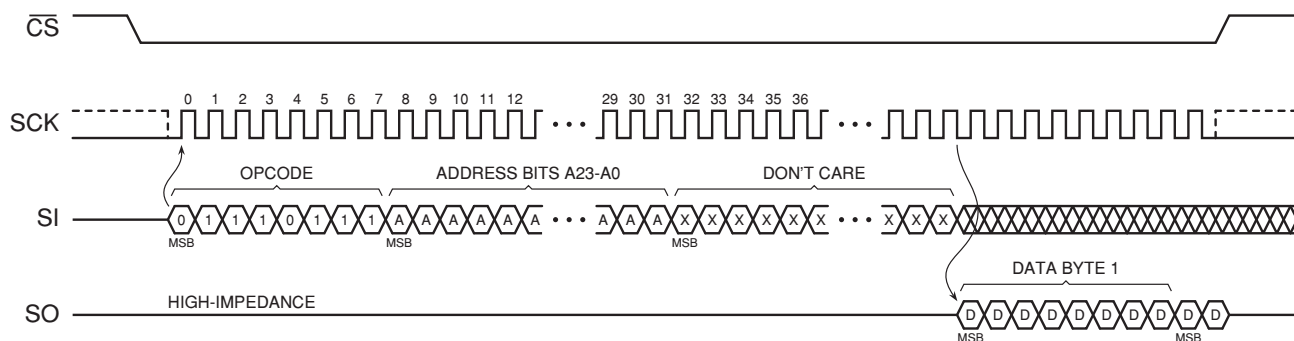 CS
0 1 2 3 4 5 6 7 8 9 10 11 12 29 30 31 32 33 34 35 36
SCK
OPCODE ADDRESS BITS A23-A0 DON'T CARE
SI 0 1 1 1 0 1 1 1 A A A A A A A A A X X X X X X X X X
MSB MSB MSB
DATA BYTE 1
HIGH-IMPEDANCE
SO D D D D D D D D D D
MSB MSB